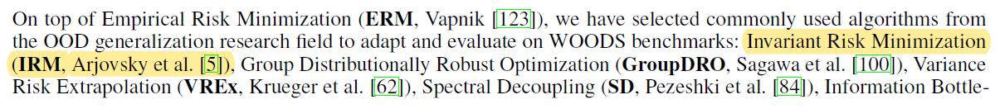 On top of Empirical Risk Minimization (ERM, Vapnik [123]), we have selected commonly used algorithms from
the OOD generalization research field to adapt and evaluate on WOODS benchmarks: Invariant Risk Minimization
(IRM, Arjovsky et al. [5]), Group Distributionally Robust Optimization (GroupDRO, Sagawa et al. [100]), Variance
Risk Extrapolation (VREx, Krueger et al. [62]), Spectral Decoupling (SD, Pezeshki et al. [84]), Information Bottle-